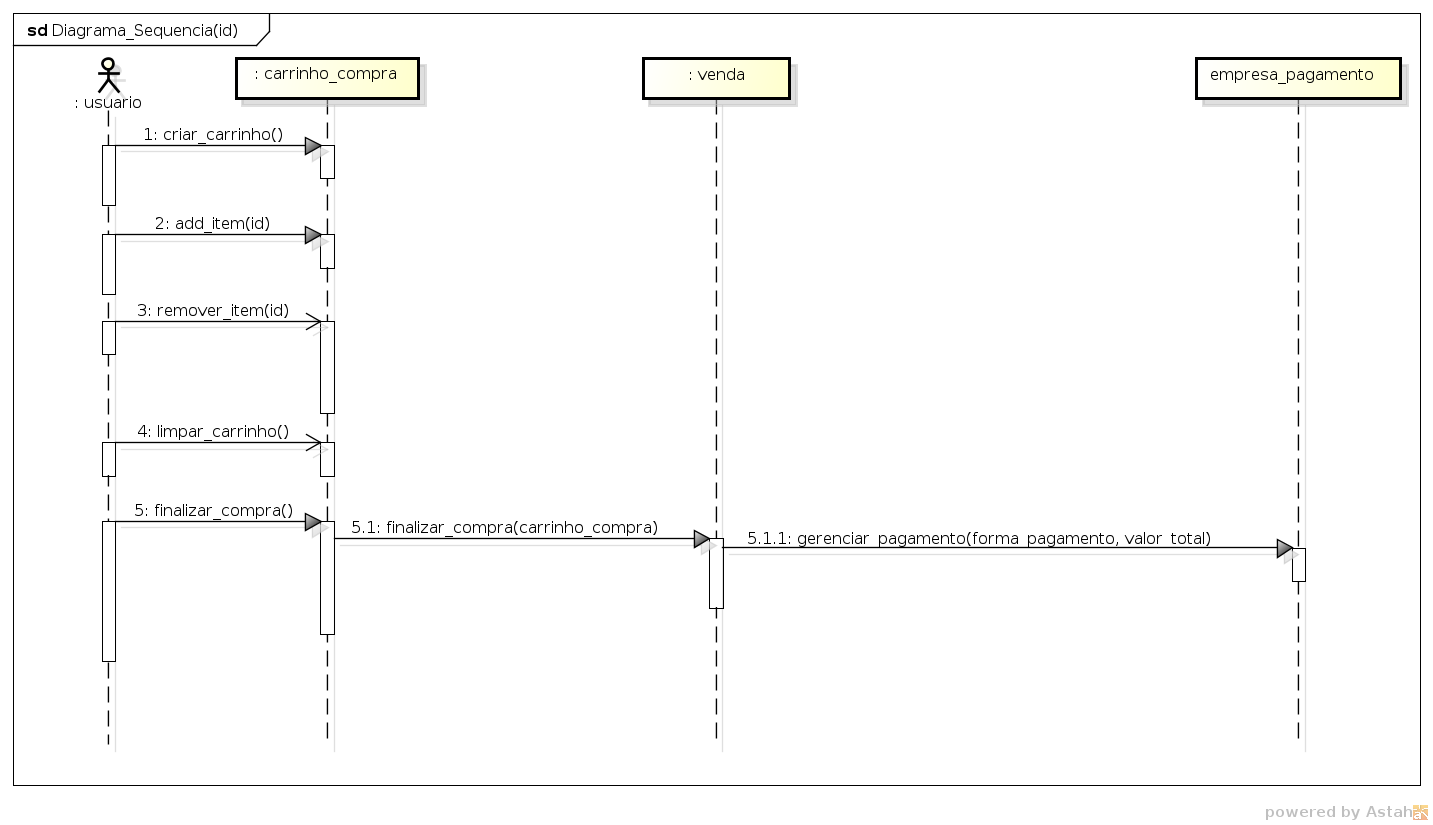 sd Diagrama_Sequencia(id)
: usuario
: carrinho_compra
: venda
empresa_pagamento
1: criar_carrinho()
2: add_item(id)
3: remover_item(id)
4: limpar_carrinho()
5: finalizar_compra()
5.1: finalizar_compra(carrinho_compra)
5.1.1: gerenciar_pagamento(forma_pagamento, valor_total)
powered by Astah